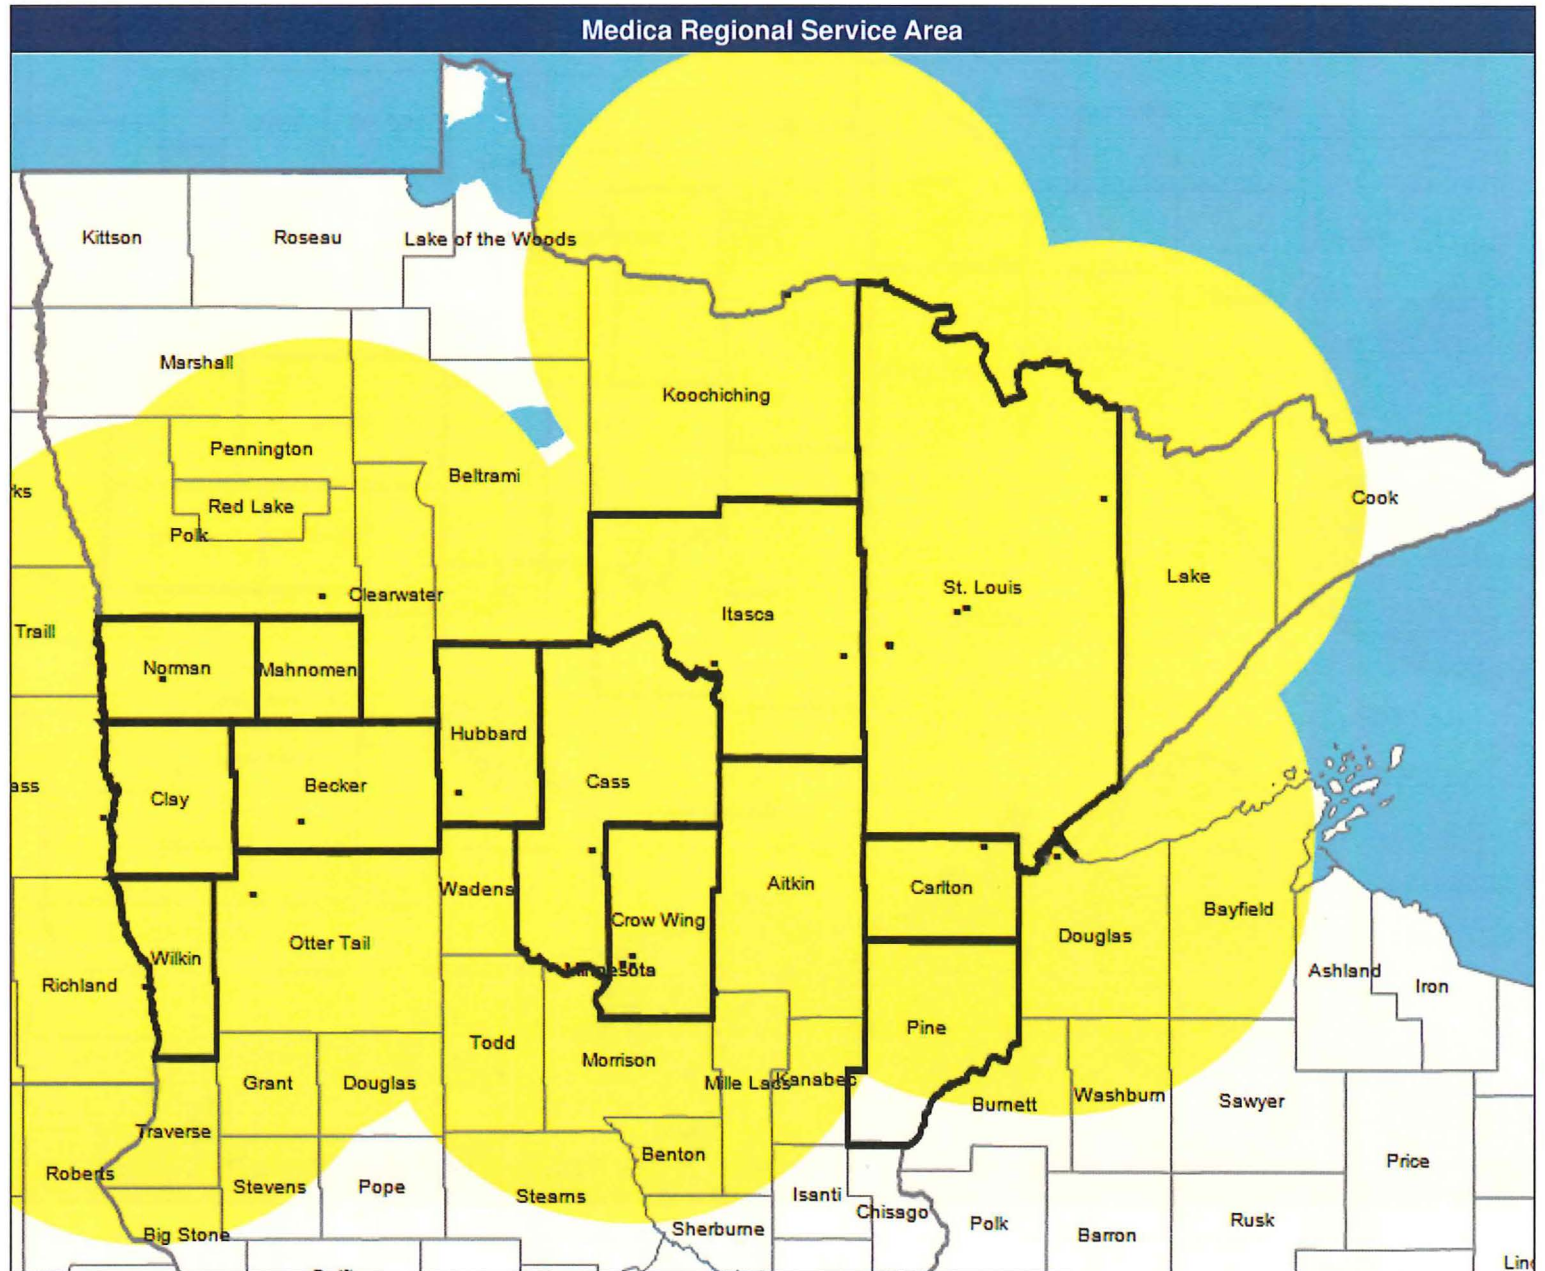 Medica Regional Service Area
Kittson
Roseau
Lake of the Woods
Marshall
Koochiching
Pennington
Beltrami
ks
Red Lake
Cook
Polk
Lake
St. Louis
Clearwater
Itasca
Traill
Norman
Mahnomen
Hubbard
Cass
ass
Clay
Becker
Wadena
Aitkin
Carlton
Crow Wing
Bayfield
Otter Tail
Douglas
Wilkin
Minnesota
Ashland
Richland
Iron
Pine
Todd
Morrison
Grant
Douglas
Mille Lacs
Kanabec
Burnett
Washburn
Sawyer
Traverse
Benton
Price
Roberts
Stevens
Pope
Stearns
Isanti
Chisago
Polk
Rusk
Big Stone
Sherburne
Barron